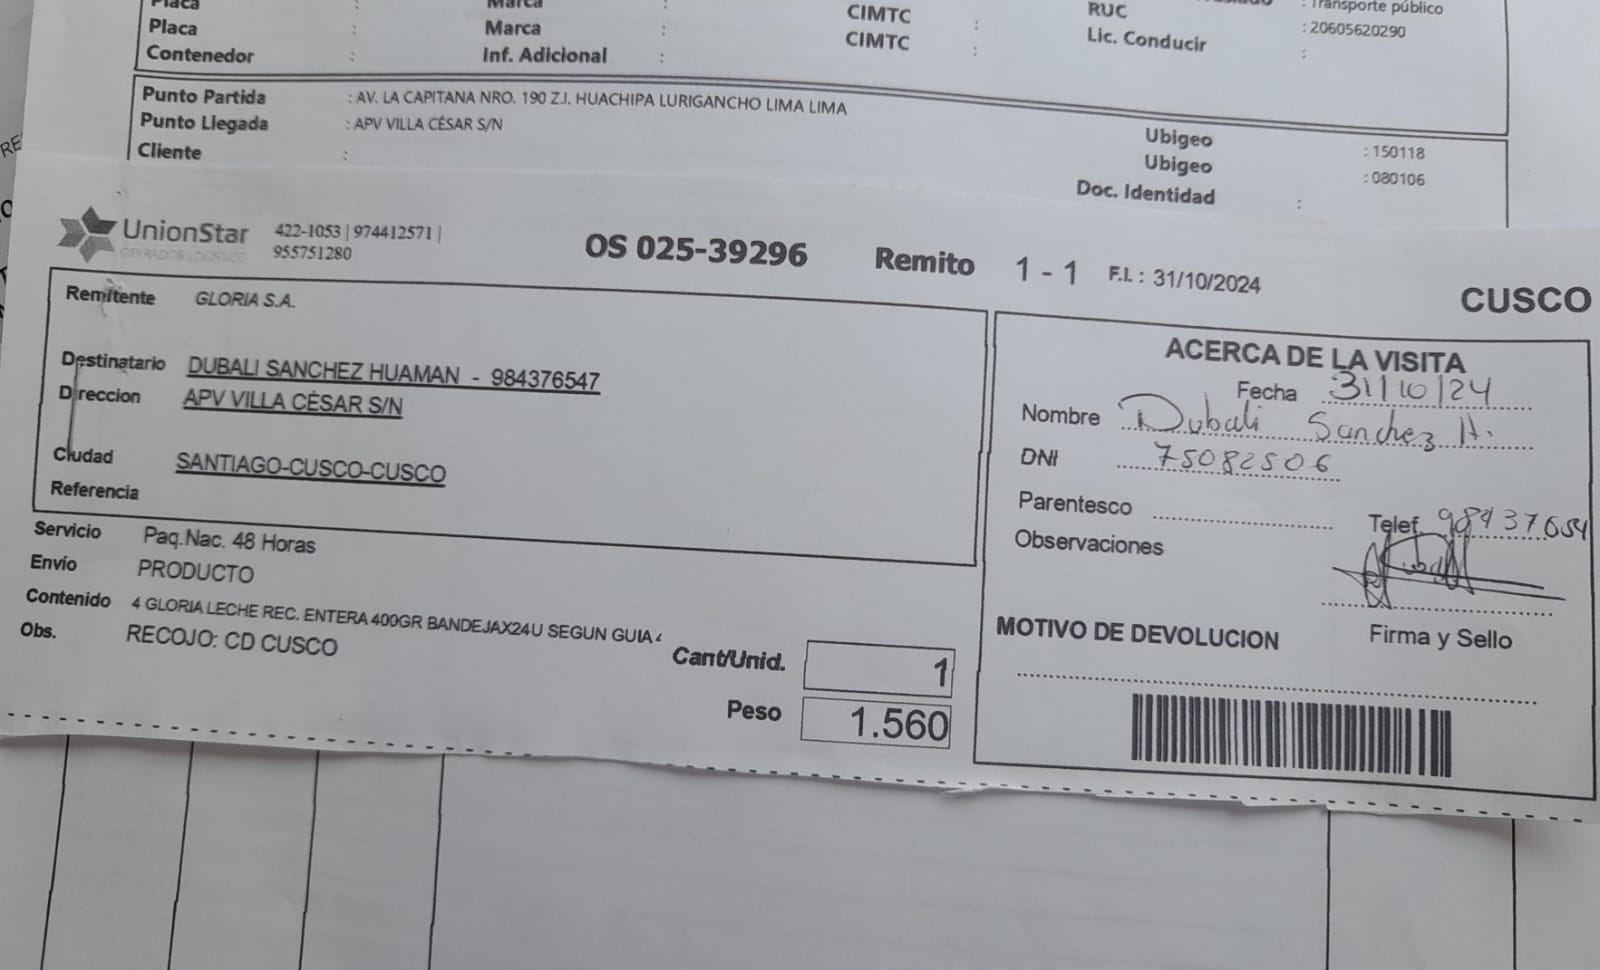 Placa : Marca : CIMTC : Transporte público
Placa : Marca : CIMTC : RUC : 20605620290
Contenedor : Inf. Adicional : Lic. Conducir :
Punto Partida : AV. LA CAPITANA NRO. 190 Z.I. HUACHIPA LURIGANCHO LIMA LIMA
Punto Llegada : APV VILLA CÉSAR S/N Ubigeo : 150118
Cliente : Ubigeo : 080106
Doc. Identidad :
RE
UnionStar 422-1053 | 974412571 |
OPERADOR LOGISTICO 955751280
OS 025-39296 Remito 1 - 1 F.I. : 31/10/2024
CUSCO
Remitente GLORIA S.A.
Destinatario DUBALI SANCHEZ HUAMAN - 984376547
Direccion APV VILLA CÉSAR S/N
Ciudad SANTIAGO-CUSCO-CUSCO
Referencia
Servicio Paq.Nac. 48 Horas
Envío PRODUCTO
Contenido 4 GLORIA LECHE REC. ENTERA 400GR BANDEJAX24U SEGUN GUIA
Obs. RECOJO: CD CUSCO
Cant/Unid. 1
Peso 1.560
ACERCA DE LA VISITA
Fecha 31/10/24
Nombre Dubali Sanchez H.
DNI 75082506
Parentesco
Telef.
Observaciones
Firma y Sello
MOTIVO DE DEVOLUCION